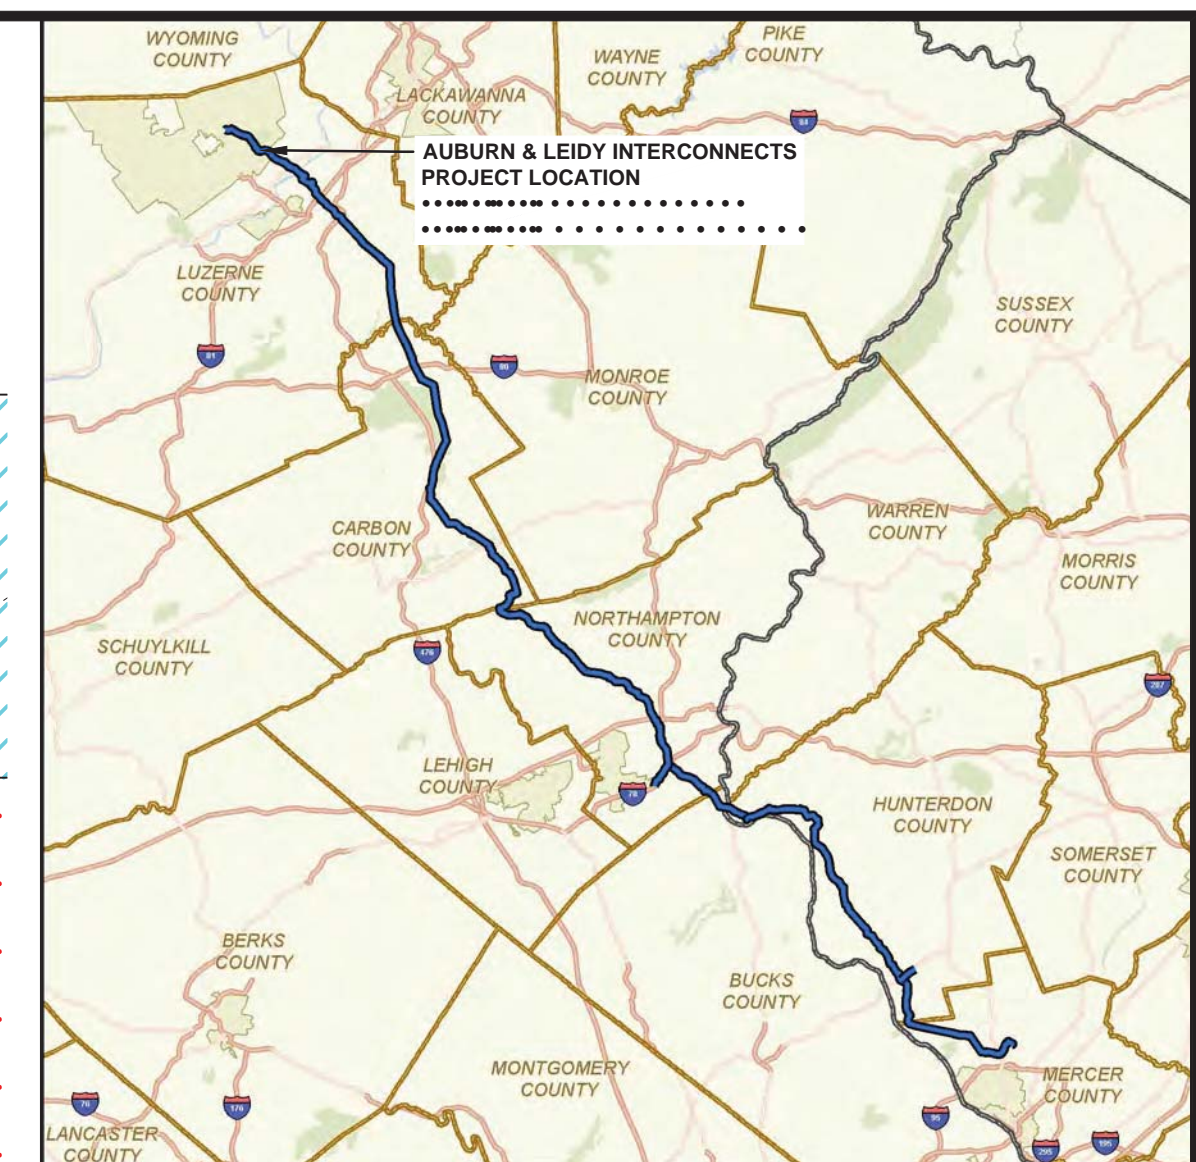 WYOMING
COUNTY
PIKE
COUNTY
WAYNE
COUNTY
LACKAWANNA
COUNTY
84
AUBURN & LEIDY INTERCONNECTS
PROJECT LOCATION
LUZERNE
COUNTY
SUSSEX
COUNTY
81
80
MONROE
COUNTY
CARBON
COUNTY
WARREN
COUNTY
MORRIS
COUNTY
NORTHAMPTON
COUNTY
SCHUYLKILL
COUNTY
476
287
LEHIGH
COUNTY
78
HUNTERDON
COUNTY
SOMERSET
COUNTY
BERKS
COUNTY
BUCKS
COUNTY
MONTGOMERY
COUNTY
MERCER
COUNTY
76
176
95
LANCASTER
COUNTY
295
195